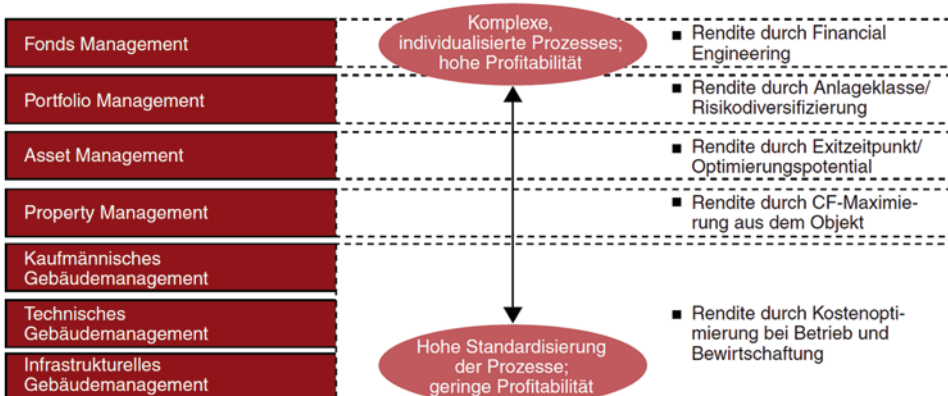 Fonds Management
Komplexe,
individualisierte Prozesses;
hohe Profitabilität
■ Rendite durch Financial
Engineering
Portfolio Management
■ Rendite durch Anlageklasse/
Risikodiversifizierung
Asset Management
■ Rendite durch Exitzeitpunkt/
Optimierungspotential
Property Management
■ Rendite durch CF-Maximie-
rung aus dem Objekt
Kaufmännisches
Gebäudemanagement
Technisches
Gebäudemanagement
■ Rendite durch Kostenopti-
mierung bei Betrieb und
Bewirtschaftung
Infrastrukturelles
Gebäudemanagement
Hohe Standardisierung
der Prozesse;
geringe Profitabilität